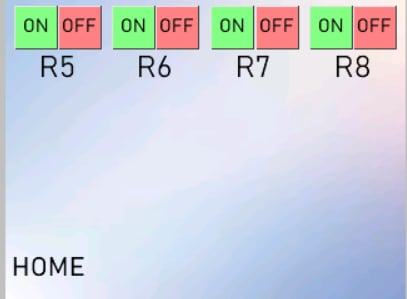 ON OFF ON OFF ON OFF ON OFF
R5 R6 R7 R8
HOME